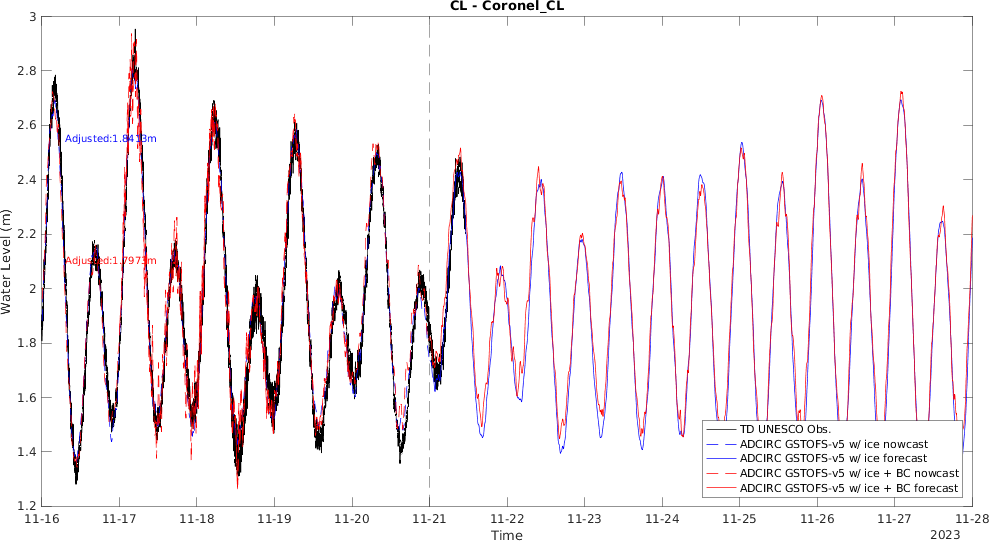 CL - Coronel_CL
3
2.8
2.6
2.4
2.2
2
1.8
1.6
1.4
1.2
Water Level (m)
Adjusted:1.8413m
Adjusted:1.7973m
TD UNESCO Obs.
ADCIRC GSTOFS-v5 w/ ice nowcast
ADCIRC GSTOFS-v5 w/ ice forecast
ADCIRC GSTOFS-v5 w/ ice + BC nowcast
ADCIRC GSTOFS-v5 w/ ice + BC forecast
11-16 11-17 11-18 11-19 11-20 11-21 11-22 11-23 11-24 11-25 11-26 11-27 11-28
Time
2023